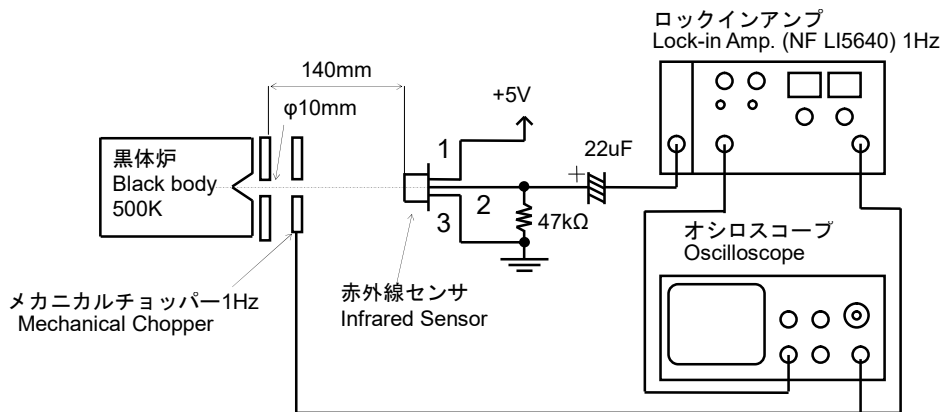 ロックインアンプ
Lock-in Amp. (NF LI5640) 1Hz
140mm
φ10mm
+5V
黒体炉
Black body
500K
1
2
3
22uF
+
47kΩ
オシロスコープ
Oscilloscope
メカニカルチョッパー1Hz
Mechanical Chopper
赤外線センサ
Infrared Sensor